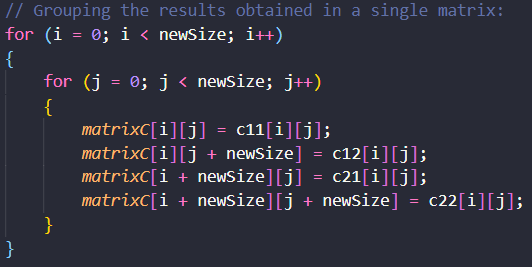 // Grouping the results obtained in a single matrix:
for (i = 0; i < newSize; i++)
{
    for (j = 0; j < newSize; j++)
    {
        matrixC[i][j] = c11[i][j];
        matrixC[i][j + newSize] = c12[i][j];
        matrixC[i + newSize][j] = c21[i][j];
        matrixC[i + newSize][j + newSize] = c22[i][j];
    }
}